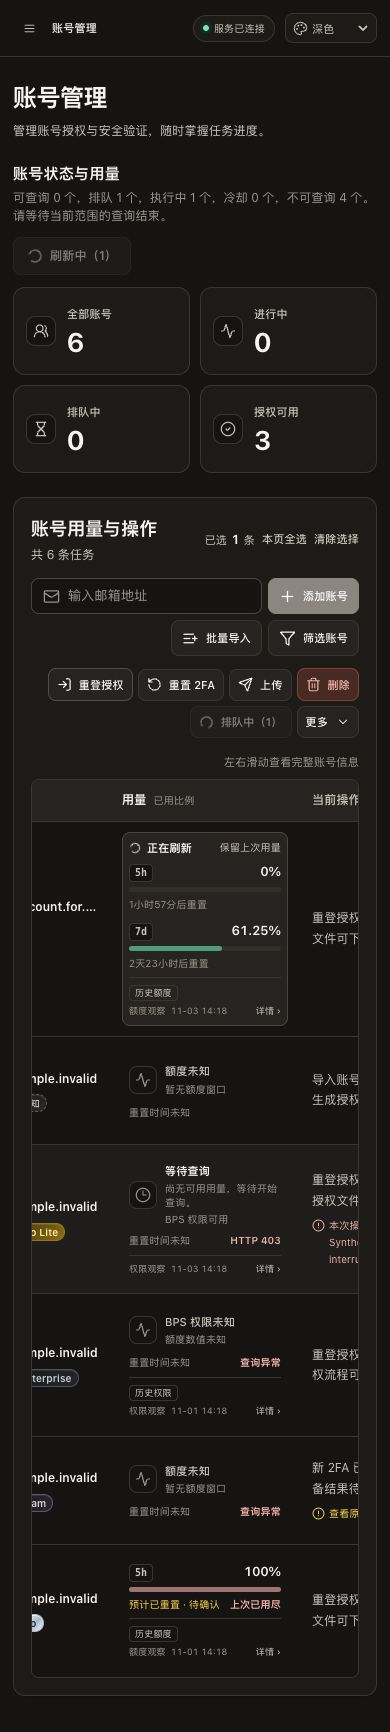 账号管理
服务已连接
深色
账号管理
管理账号授权与安全验证，随时掌握任务进度。
账号状态与用量
可查询 0 个，排队 1 个，执行中 1 个，冷却 0 个，不可查询 4 个。
请等待当前范围的查询结束。
刷新中（1）
全部账号
6
进行中
0
排队中
0
授权可用
3
账号用量与操作
共 6 条任务
已选 1 条 本页全选 清除选择
输入邮箱地址
添加账号
批量导入
筛选账号
重登授权
重置 2FA
上传
删除
排队中（1）
更多
左右滑动查看完整账号信息
用量 已用比例
当前操作
count.for....
正在刷新 保留上次用量
5h 0%
1小时57分后重置
7d 61.25%
2天23小时后重置
历史额度
额度观察 11-03 14:18 详情 ›
重登授权
文件可下
mple.invalid
知
额度未知
暂无额度窗口
重置时间未知
导入账号
生成授权
mple.invalid
o Lite
等待查询
尚无可用用量，等待开始
查询。
BPS 权限可用
重置时间未知 HTTP 403
权限观察 11-03 14:18 详情 ›
重登授权
授权文件
本次操
Synthe
interru
mple.invalid
terprise
BPS 权限未知
额度数值未知
重置时间未知 查询异常
历史权限
权限观察 11-01 14:18 详情 ›
重登授权
权流程可
mple.invalid
am
额度未知
暂无额度窗口
重置时间未知 查询异常
新 2FA 已
备结果待
查看原
mple.invalid
o
5h 100%
预计已重置 · 待确认 上次已用尽
历史额度
额度观察 11-01 14:18 详情 ›
重登授权
文件可下